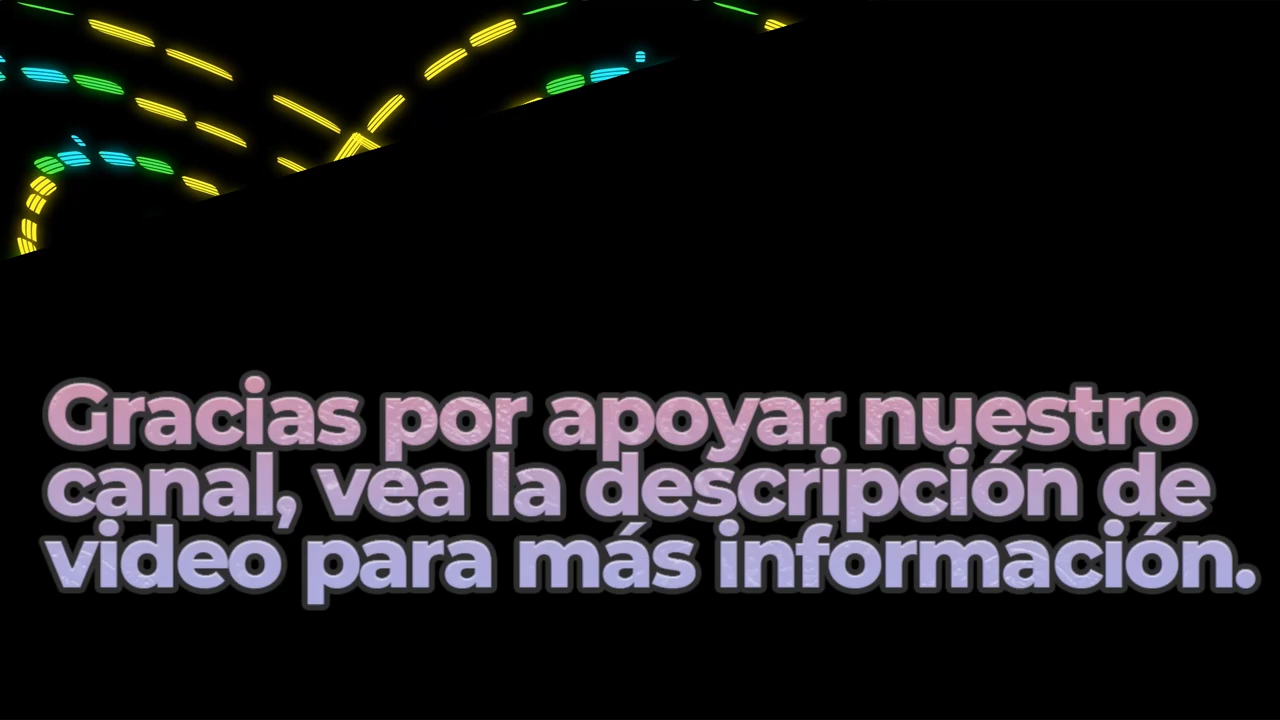 Gracias por apoyar nuestro
canal, vea la descripción de
video para más información.